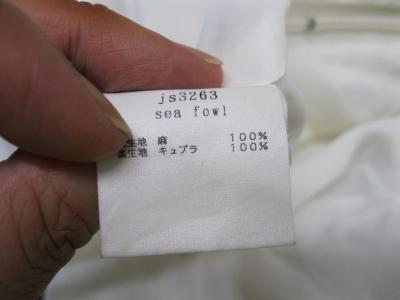 js3263
sea fowl
生地 麻 100%
生地 キュプラ 100%